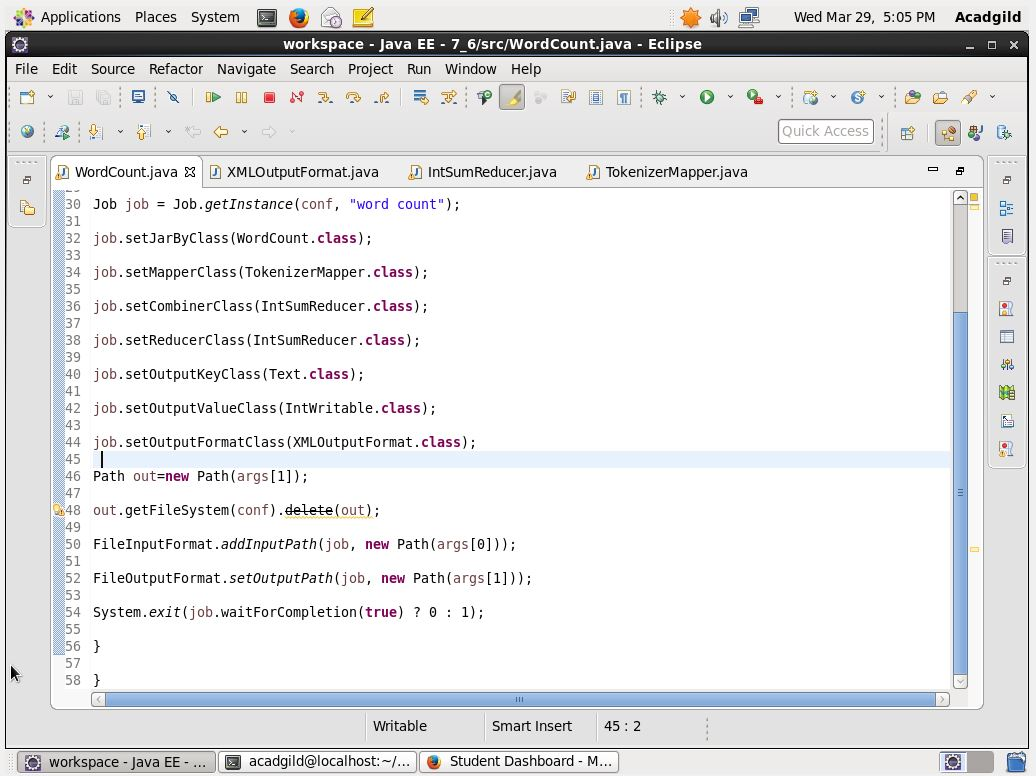 Applications Places System Wed Mar 29, 5:05 PM Acadgild
workspace - Java EE - 7_6/src/WordCount.java - Eclipse
File Edit Source Refactor Navigate Search Project Run Window Help
Quick Access
WordCount.java XMLOutputFormat.java IntSumReducer.java TokenizerMapper.java
29
30 Job job = Job.getInstance(conf, "word count");
31
32 job.setJarByClass(WordCount.class);
33
34 job.setMapperClass(TokenizerMapper.class);
35
36 job.setCombinerClass(IntSumReducer.class);
37
38 job.setReducerClass(IntSumReducer.class);
39
40 job.setOutputKeyClass(Text.class);
41
42 job.setOutputValueClass(IntWritable.class);
43
44 job.setOutputFormatClass(XMLOutputFormat.class);
45
46 Path out=new Path(args[1]);
47
48 out.getFileSystem(conf).delete(out);
49
50 FileInputFormat.addInputPath(job, new Path(args[0]));
51
52 FileOutputFormat.setOutputPath(job, new Path(args[1]));
53
54 System.exit(job.waitForCompletion(true) ? 0 : 1);
55
56 }
57
58 }
Writable Smart Insert 45 : 2
workspace - Java EE - ... acadgild@localhost:~/... Student Dashboard - M...